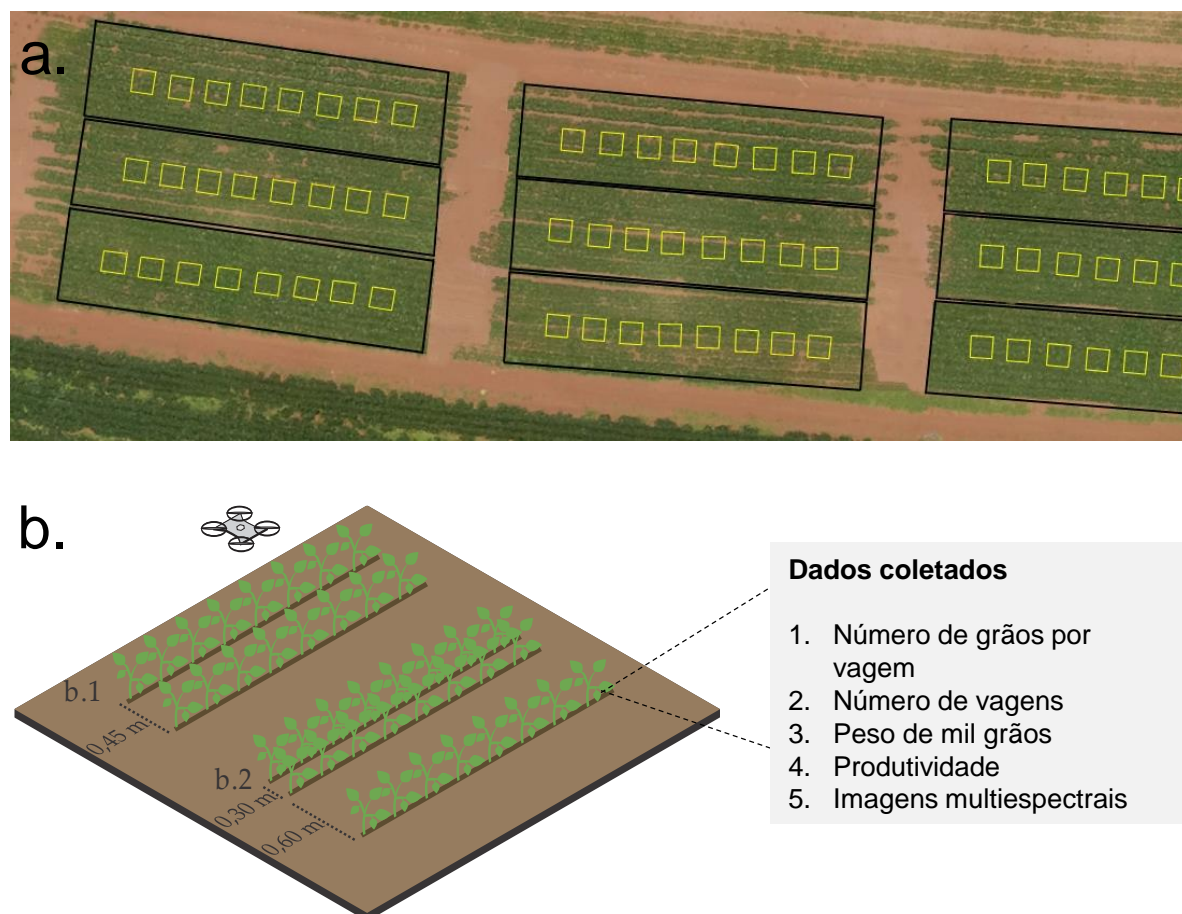 a.
b.
b.1
0,45 m
b.2
0,30 m
0,60 m
Dados coletados
1. Número de grãos por
vagem
2. Número de vagens
3. Peso de mil grãos
4. Produtividade
5. Imagens multiespectrais